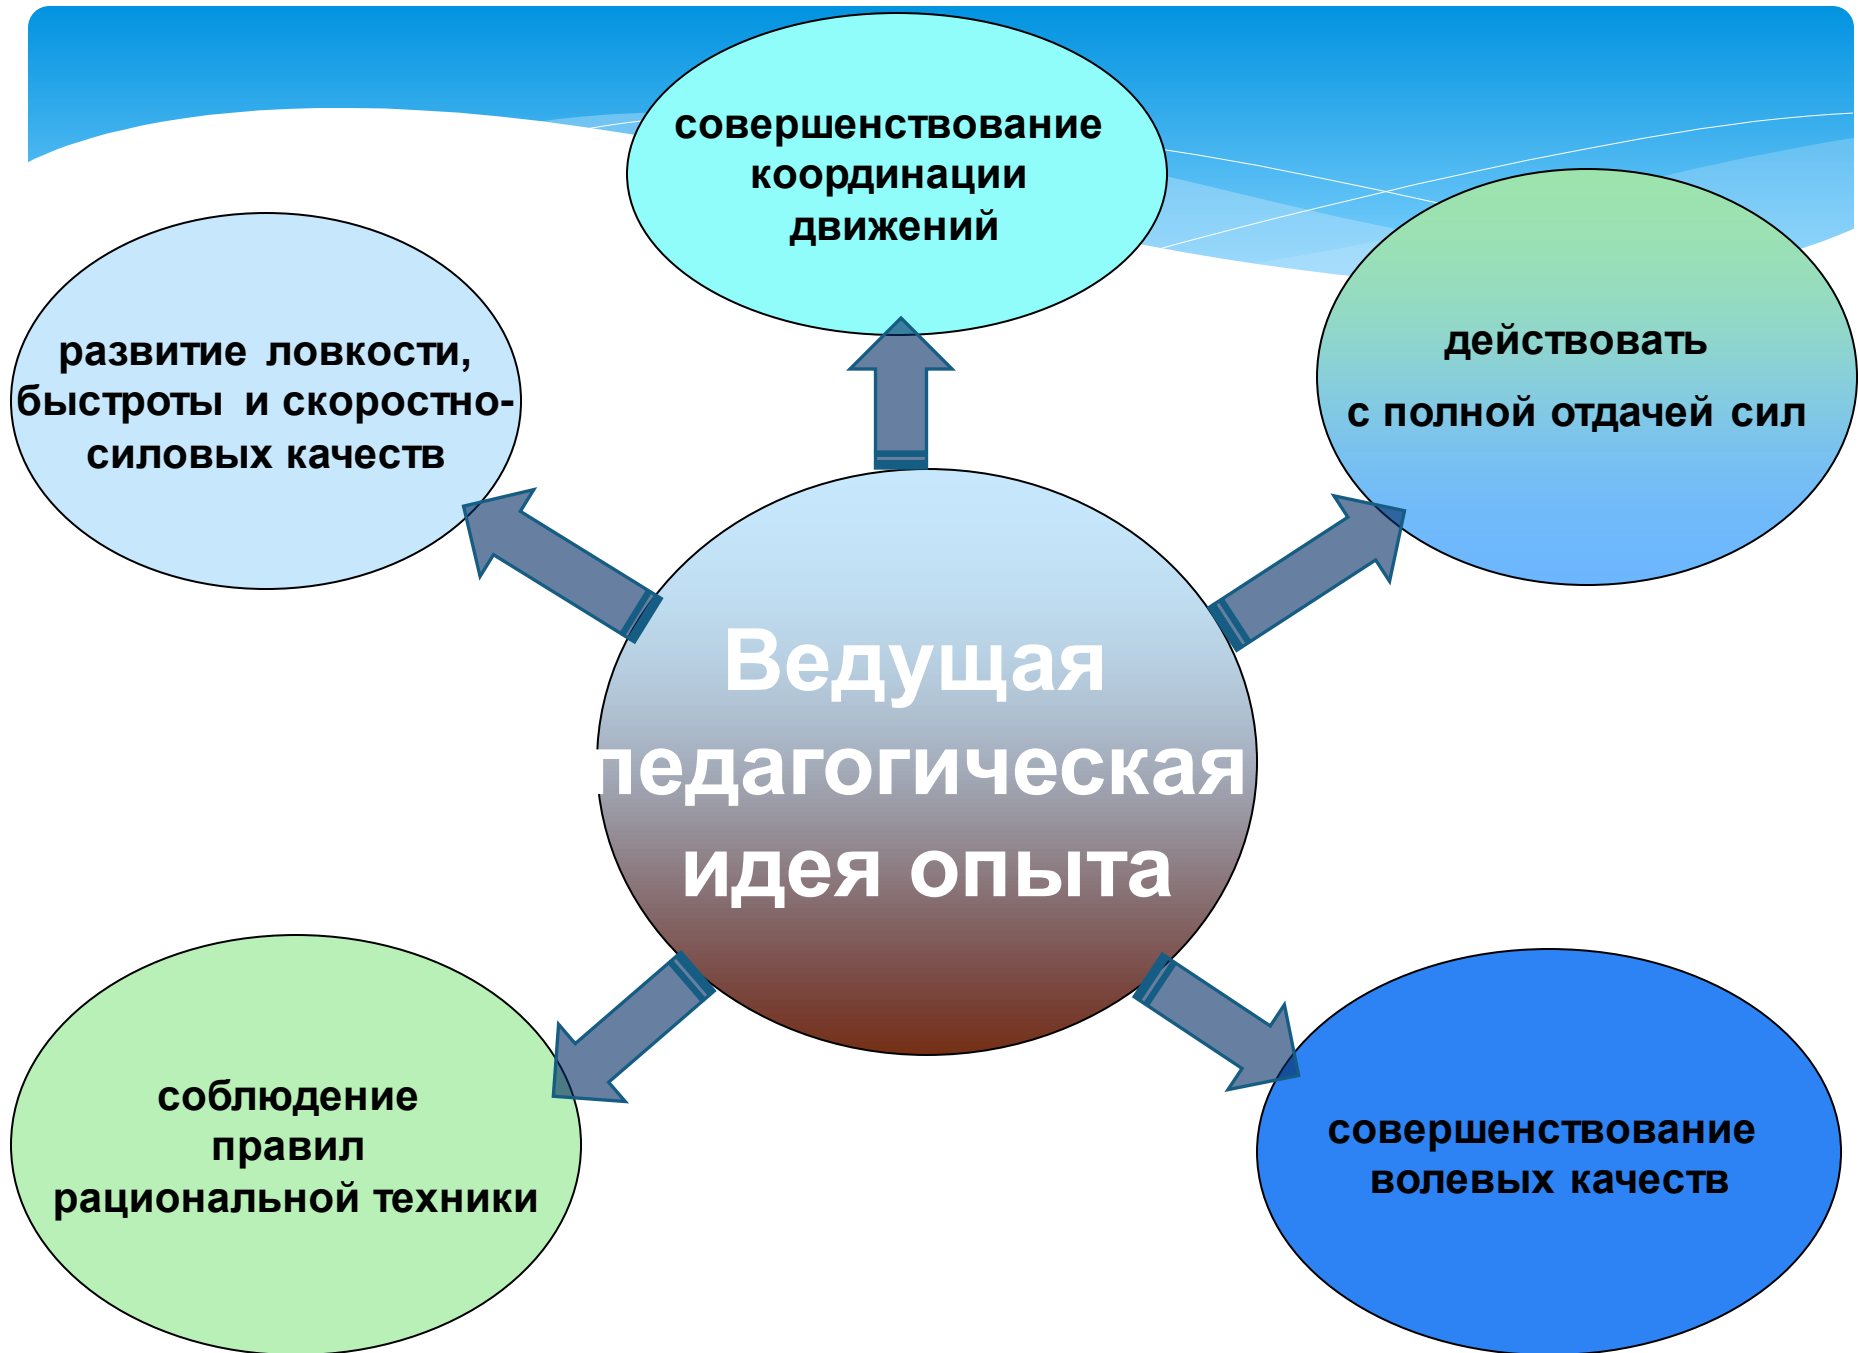 совершенствование
координации
движений
развитие ловкости,
быстроты и скоростно-
силовых качеств
действовать
с полной отдачей сил
Ведущая
педагогическая
идея опыта
соблюдение
правил
рациональной техники
совершенствование
волевых качеств